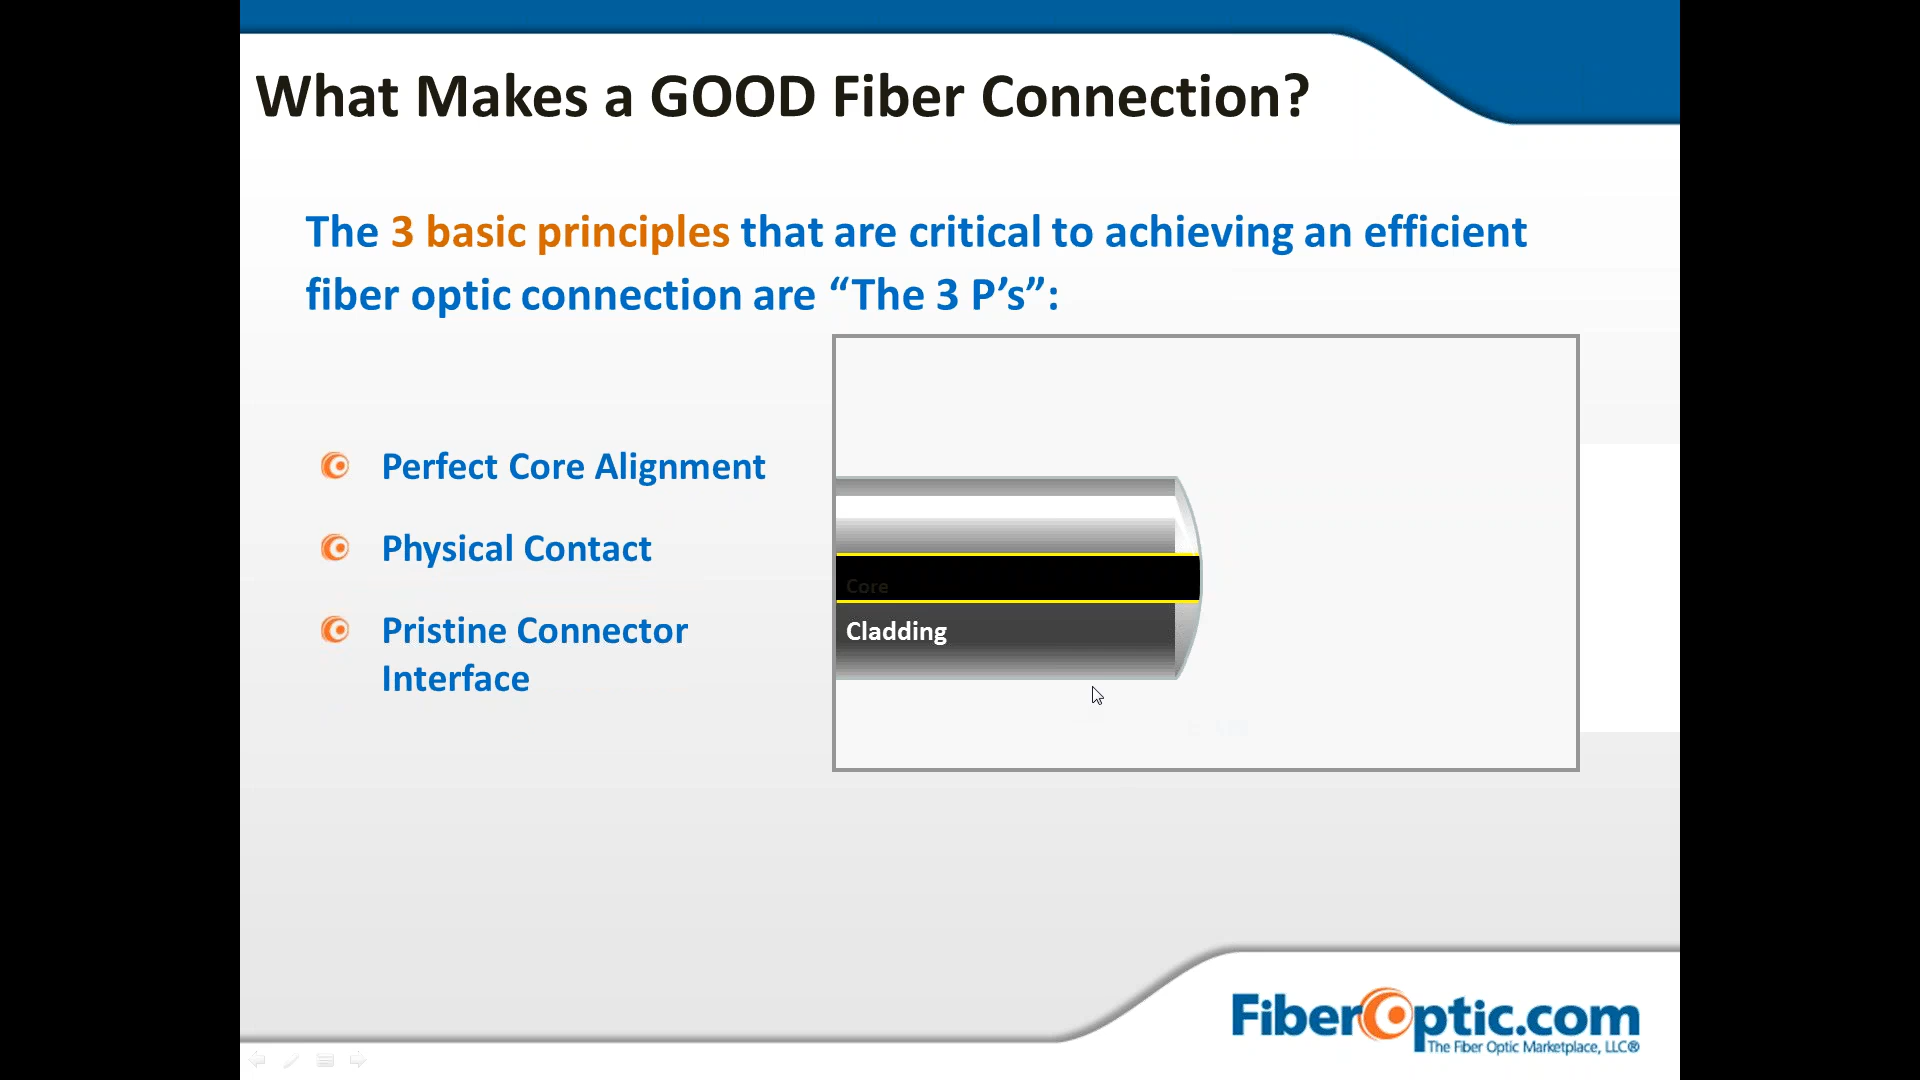 What Makes a GOOD Fiber Connection?
The 3 basic principles that are critical to achieving an efficient
fiber optic connection are “The 3 P’s”:
Perfect Core Alignment
Physical Contact
Pristine Connector
Interface
Core
Cladding
FiberOptic.com
The Fiber Optic Marketplace, LLC®